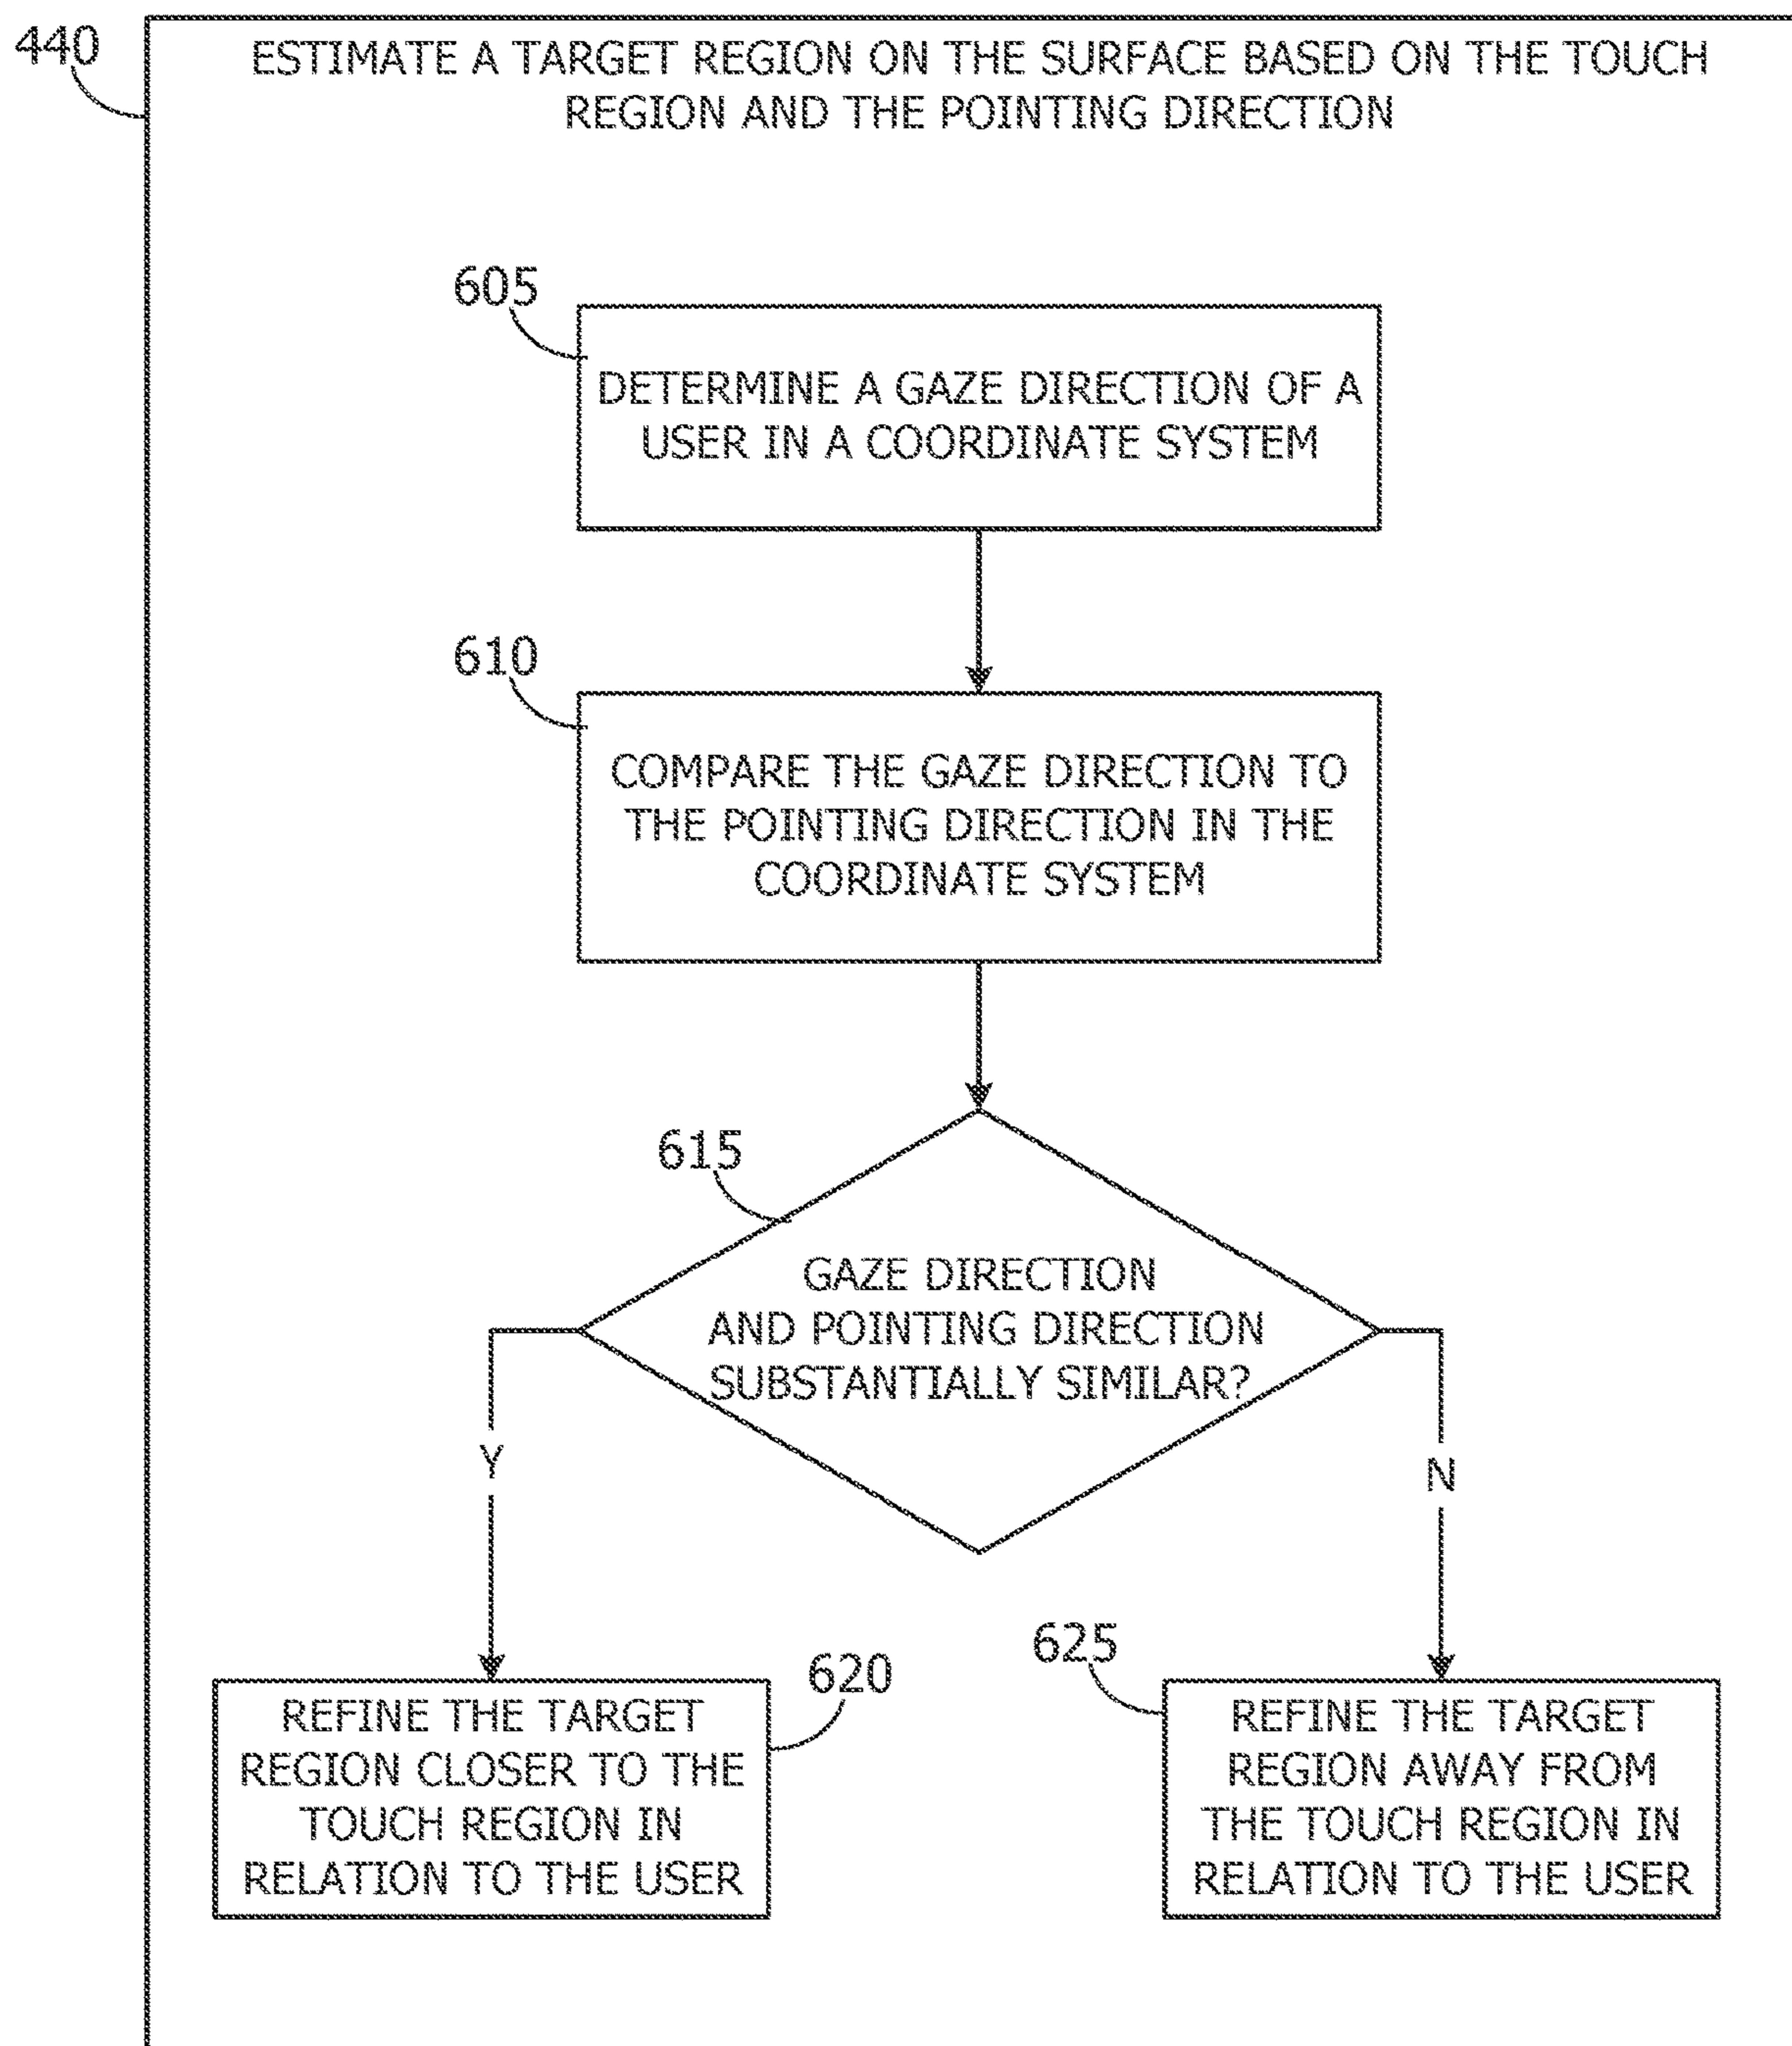 440
ESTIMATE A TARGET REGION ON THE SURFACE BASED ON THE TOUCH
REGION AND THE POINTING DIRECTION
605
DETERMINE A GAZE DIRECTION OF A
USER IN A COORDINATE SYSTEM
610
COMPARE THE GAZE DIRECTION TO
THE POINTING DIRECTION IN THE
COORDINATE SYSTEM
615
GAZE DIRECTION
AND POINTING DIRECTION
SUBSTANTIALLY SIMILAR?
Y
N
620
REFINE THE TARGET
REGION CLOSER TO THE
TOUCH REGION IN
RELATION TO THE USER
625
REFINE THE TARGET
REGION AWAY FROM
THE TOUCH REGION IN
RELATION TO THE USER